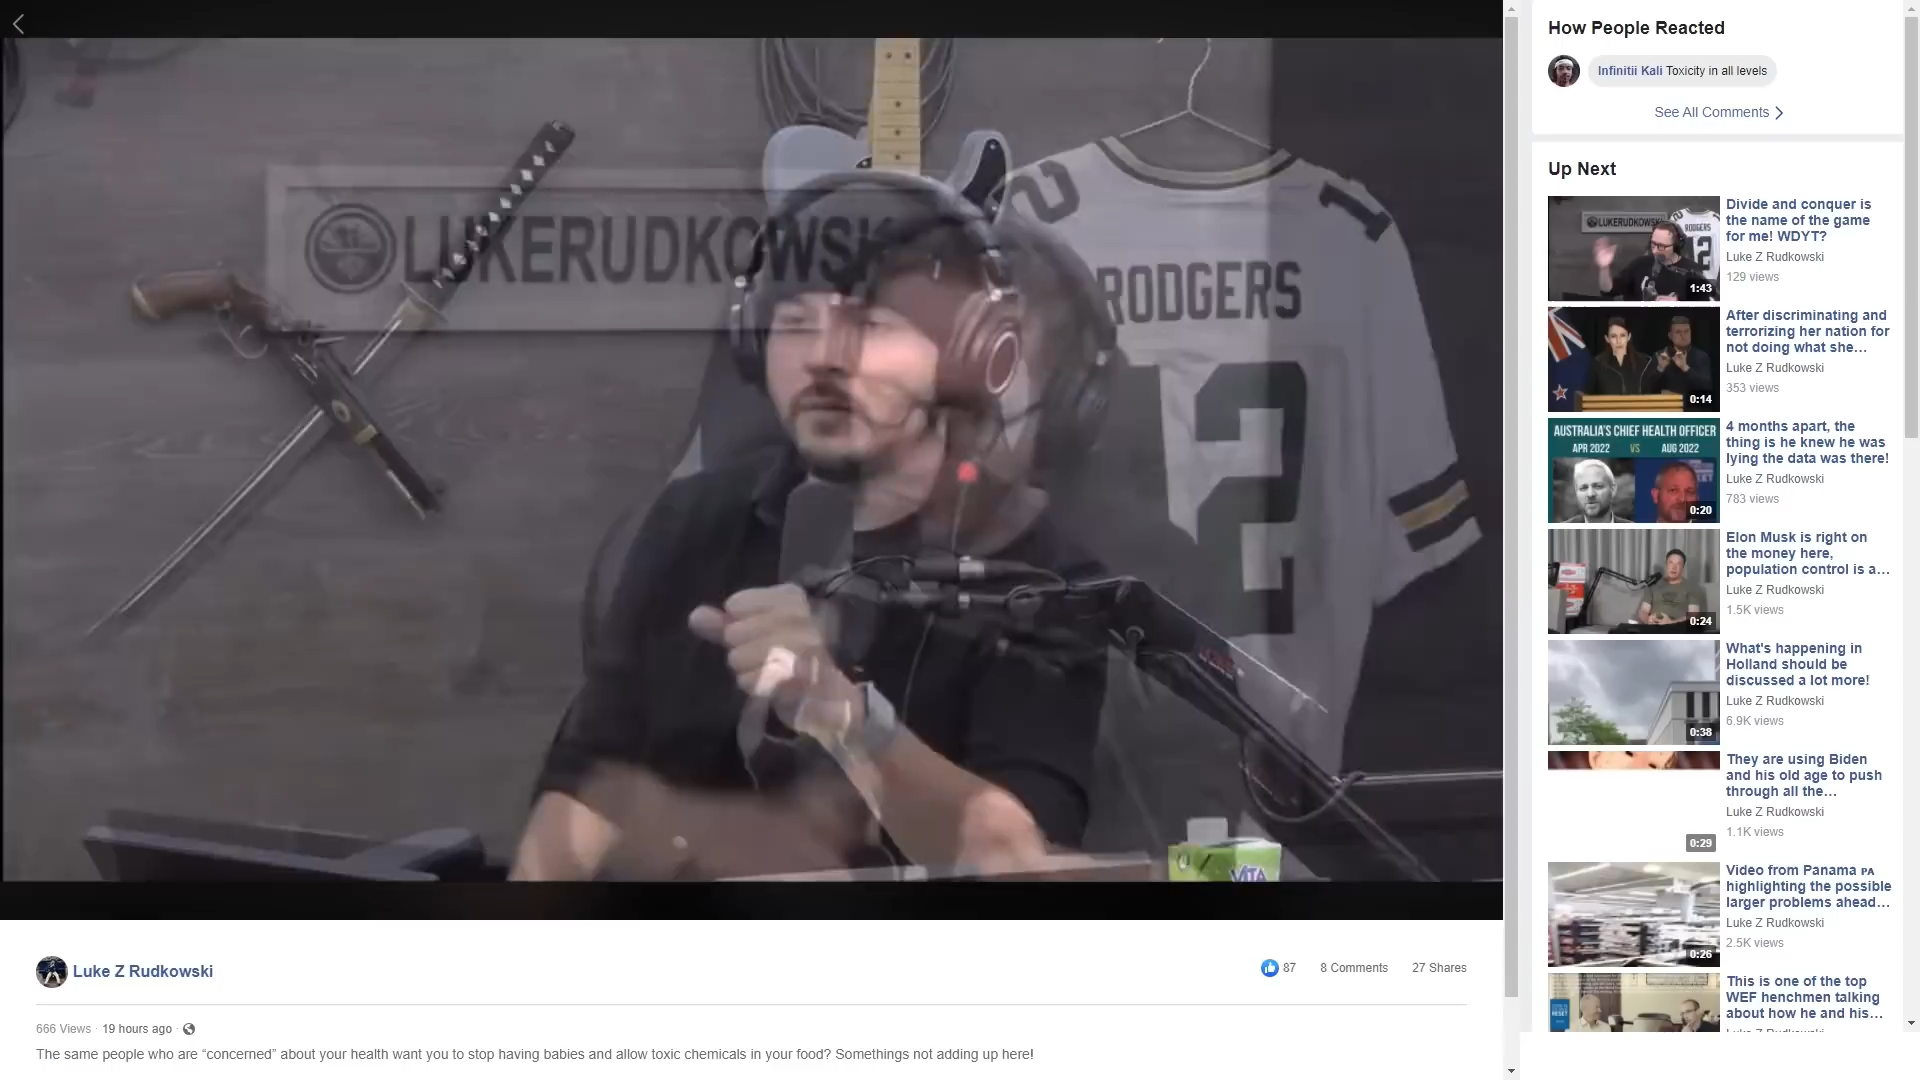 LUKERUDKOWSK
2
1
RODGERS
2
VITA
Luke Z Rudkowski
87
8 Comments
27 Shares
666 Views · 19 hours ago ·
The same people who are “concerned” about your health want you to stop having babies and allow toxic chemicals in your food? Somethings not adding up here!
How People Reacted
Infinitii Kali Toxicity in all levels
See All Comments
Up Next
LUKERUDKOWSKI
RODGERS
12
1:43
Divide and conquer is
the name of the game
for me! WDYT?
Luke Z Rudkowski
129 views
0:14
After discriminating and
terrorizing her nation for
not doing what she...
Luke Z Rudkowski
353 views
AUSTRALIA'S CHIEF HEALTH OFFICER
APR 2022 VS AUG 2022
0:20
4 months apart, the
thing is he knew he was
lying the data was there!
Luke Z Rudkowski
783 views
0:24
Elon Musk is right on
the money here,
population control is a...
Luke Z Rudkowski
1.5K views
0:38
What's happening in
Holland should be
discussed a lot more!
Luke Z Rudkowski
6.9K views
0:29
They are using Biden
and his old age to push
through all the...
Luke Z Rudkowski
1.1K views
0:26
Video from Panama PA
highlighting the possible
larger problems ahead...
Luke Z Rudkowski
2.5K views
This is one of the top
WEF henchmen talking
about how he and his...